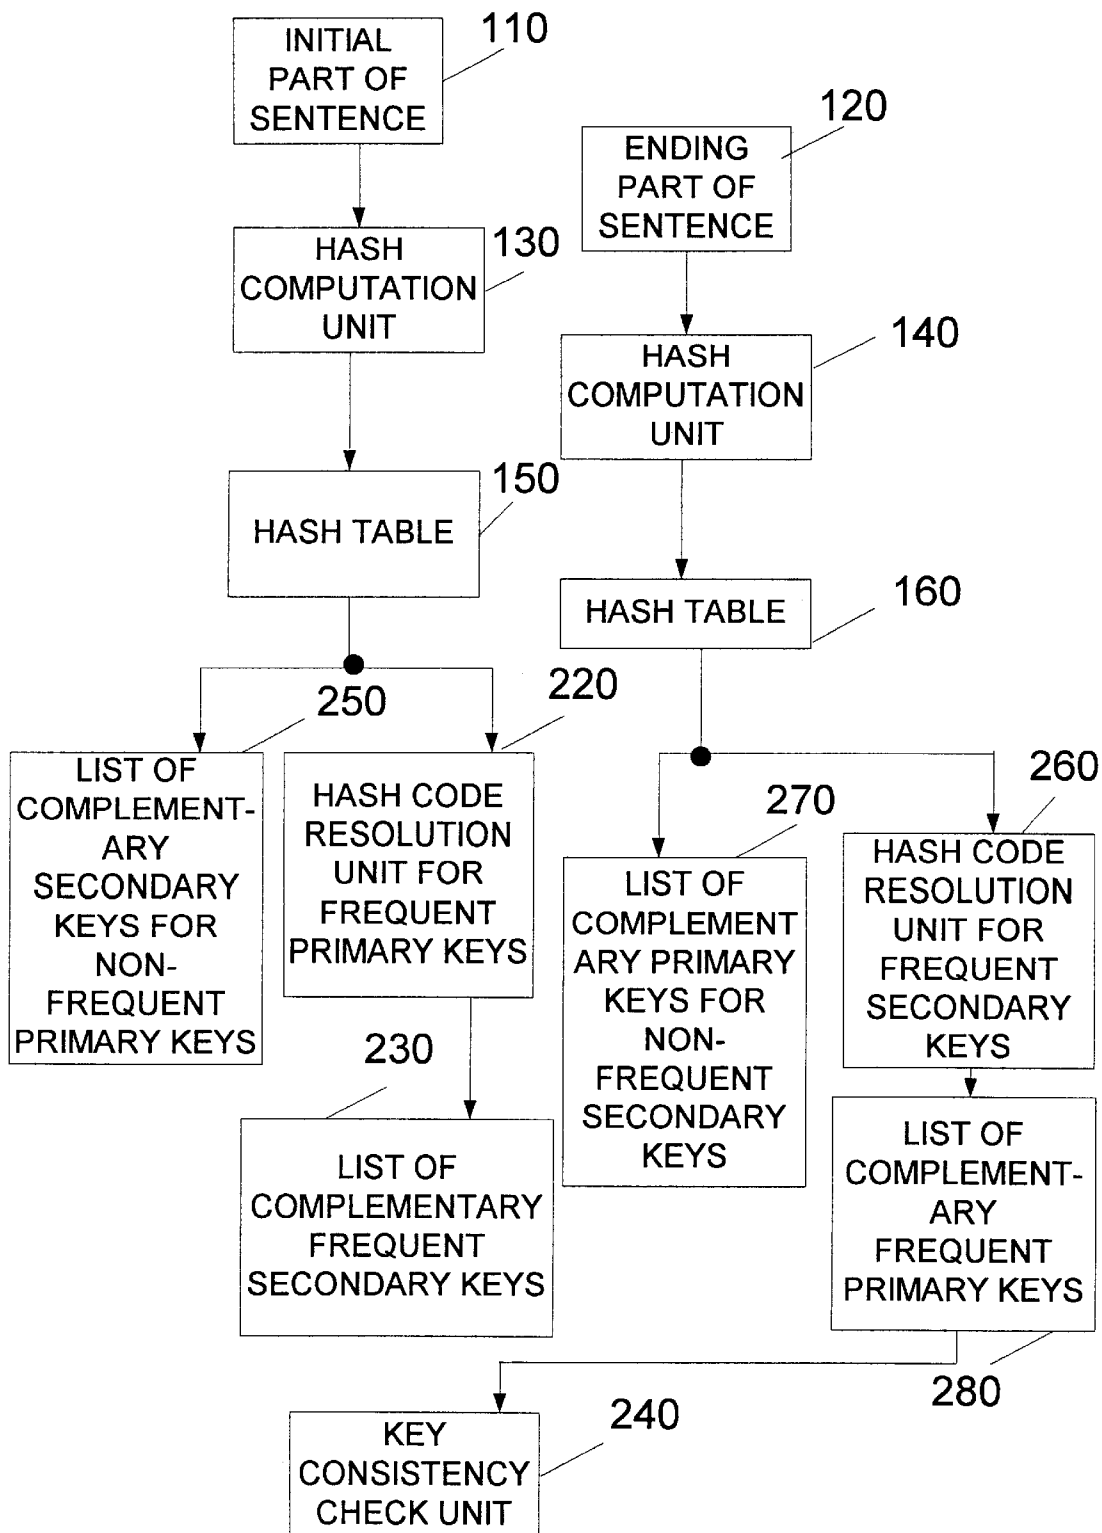 110
INITIAL
PART OF
SENTENCE
120
ENDING
PART OF
SENTENCE
130
HASH
COMPUTATION
UNIT
140
HASH
COMPUTATION
UNIT
150
HASH TABLE
160
HASH TABLE
250
LIST OF
COMPLEMENT-
ARY
SECONDARY
KEYS FOR
NON-
FREQUENT
PRIMARY KEYS
220
HASH CODE
RESOLUTION
UNIT FOR
FREQUENT
PRIMARY KEYS
270
LIST OF
COMPLEMENT
ARY PRIMARY
KEYS FOR
NON-
FREQUENT
SECONDARY
KEYS
260
HASH CODE
RESOLUTION
UNIT FOR
FREQUENT
SECONDARY
KEYS
230
LIST OF
COMPLEMENTARY
FREQUENT
SECONDARY KEYS
LIST OF
COMPLEMENT-
ARY
FREQUENT
PRIMARY KEYS
280
240
KEY
CONSISTENCY
CHECK UNIT